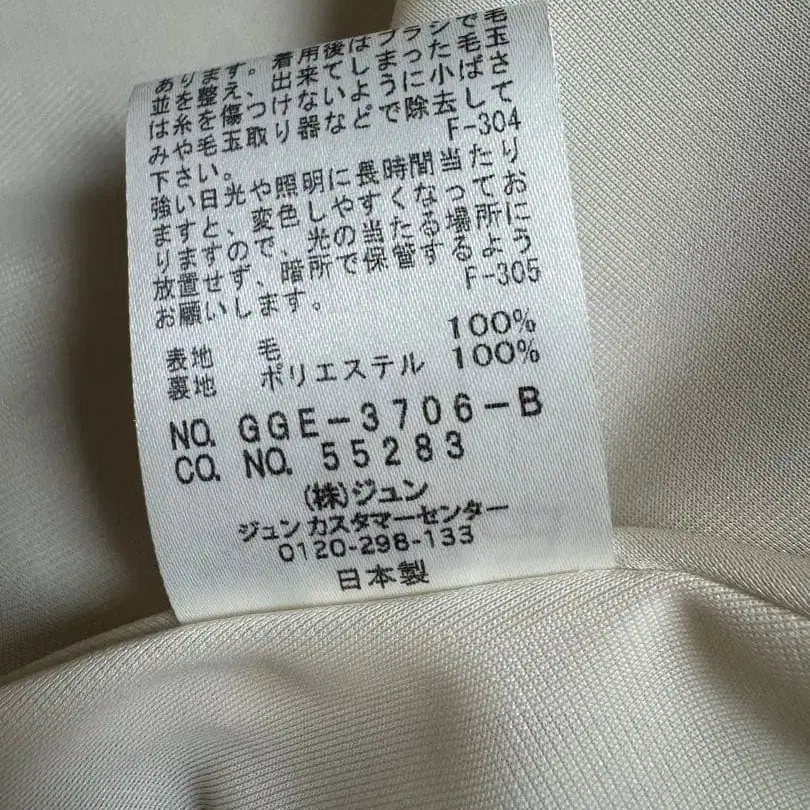 あります。着用後はブラシで毛
並を整え、出来てしまった毛玉
は糸を傷つけないように小ばさ
みや毛玉取り器などで除去して
下さい。 F-304
強い日光や照明に長時間当たり
ますと、変色しやすくなってお
りますので、光の当たる場所に
放置せず、暗所で保管するよう
お願いします。 F-305
表地 毛 100%
裏地 ポリエステル 100%
NO. GGE-3706-B
CO. NO. 55283
(株)ジュン
ジュンカスタマーセンター
0120-298-133
日本製